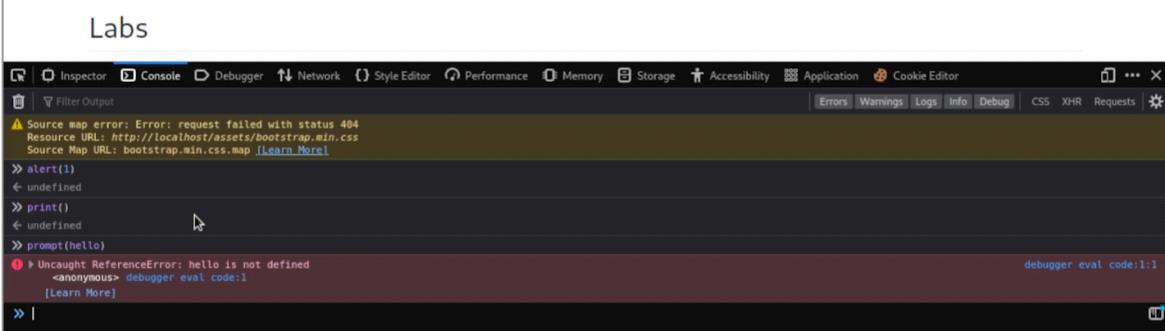 Labs
Inspector Console Debugger Network {} Style Editor Performance Memory Storage Accessibility Application Cookie Editor
Filter Output Errors Warnings Logs Info Debug CSS XHR Requests
Source map error: Error: request failed with status 404
Resource URL: http://localhost/assets/bootstrap.min.css
Source Map URL: bootstrap.min.css.map [Learn More]
alert(1)
undefined
print()
undefined
prompt(hello)
Uncaught ReferenceError: hello is not defined debugger eval code:1:1
<anonymous> debugger eval code:1
[Learn More]